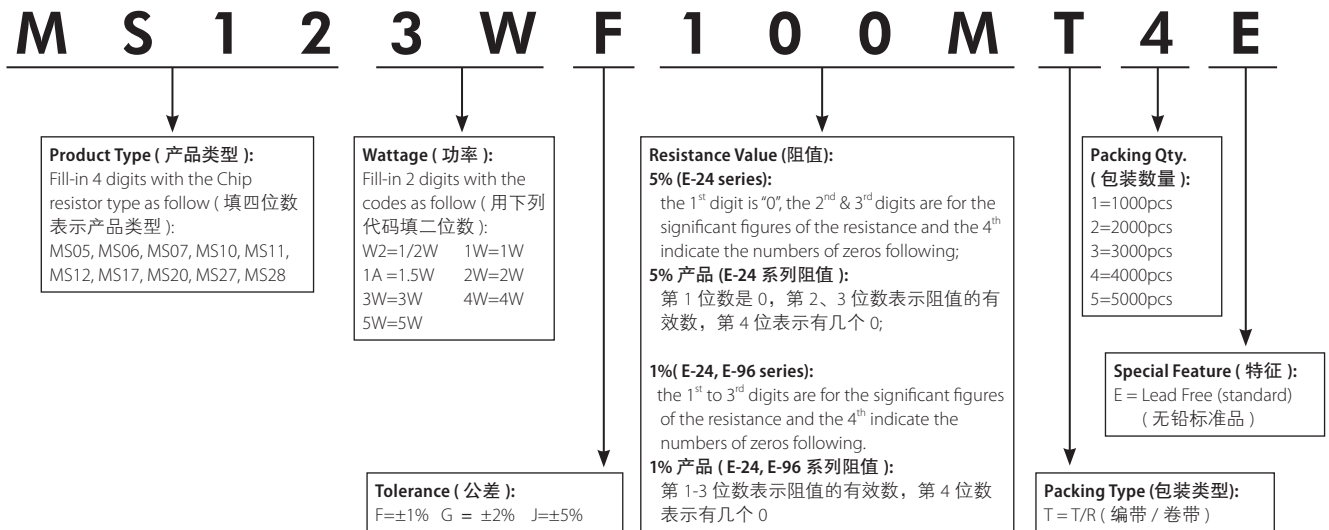 M S 1 2 3 W F 1 0 0 M T 4 E
Product Type ( 产品类型 ):
Fill-in 4 digits with the Chip
resistor type as follow ( 填四位数
表示产品类型 ):
MS05, MS06, MS07, MS10, MS11,
MS12, MS17, MS20, MS27, MS28
Wattage ( 功率 ):
Fill-in 2 digits with the
codes as follow ( 用下列
代码填二位数 ):
W2=1/2W 1W=1W
1A =1.5W 2W=2W
3W=3W 4W=4W
5W=5W
Tolerance ( 公差 ):
F=±1% G = ±2% J=±5%
Resistance Value (阻值):
5% (E-24 series):
the 1st digit is "0", the 2nd & 3rd digits are for the
significant figures of the resistance and the 4th
indicate the numbers of zeros following;
5% 产品 (E-24 系列阻值 ):
第 1 位数是 0，第 2、3 位数表示阻值的有
效数，第 4 位表示有几个 0;
1%( E-24, E-96 series):
the 1st to 3rd digits are for the significant figures
of the resistance and the 4th indicate the
numbers of zeros following.
1% 产品 ( E-24, E-96 系列阻值 ):
第 1-3 位数表示阻值的有效数，第 4 位数
表示有几个 0
Packing Type (包装类型):
T = T/R ( 编带 / 卷带 )
Packing Qty.
( 包装数量 ):
1=1000pcs
2=2000pcs
3=3000pcs
4=4000pcs
5=5000pcs
Special Feature ( 特征 ):
E = Lead Free (standard)
( 无铅标准品 )